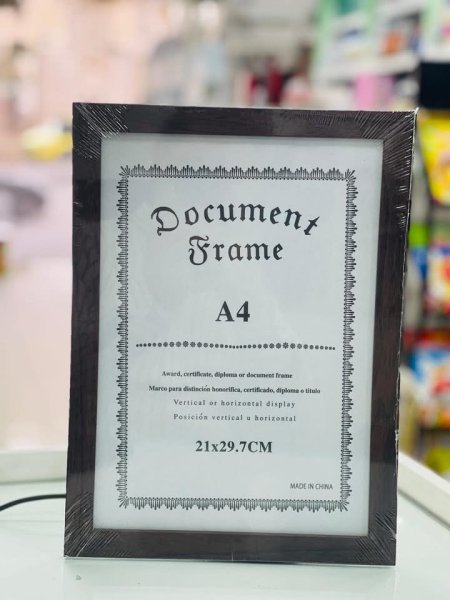 Document
Frame
A4
Award, certificate, diploma or document frame
Marco para distinción honorífica, certificado, diploma o título
Vertical or horizontal display
Posición vertical u horizontal
21x29.7CM
MADE IN CHINA